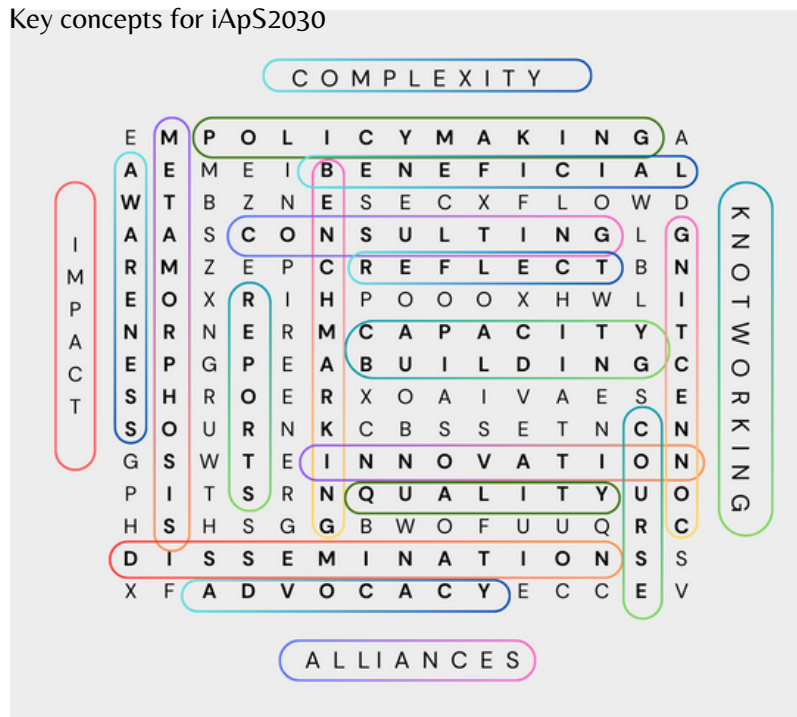 Key concepts for iApS2030
COMPLEXITY
E M P O L I C Y M A K I N G A
A E M E I B E N E F I C I A L
W T B Z N E S E C X F L O W D
A A S C O N S U L T I N G L G
R M Z E P C R E F L E C T B N
E O X R I H P O O O X H W L I
N R N E R M C A P A C I T Y T
E P G P E A B U I L D I N G C
S H R O E R X O A I V A E S E
S O U R N K C B S S E T N C N
G S W T E I N N O V A T I O N
P I T S R N Q U A L I T Y U O
H S H S G G B W O F U U Q R C
D I S S E M I N A T I O N S S
X F A D V O C A C Y E C C E V
IMPACT
KNOTWORKING
ALLIANCES